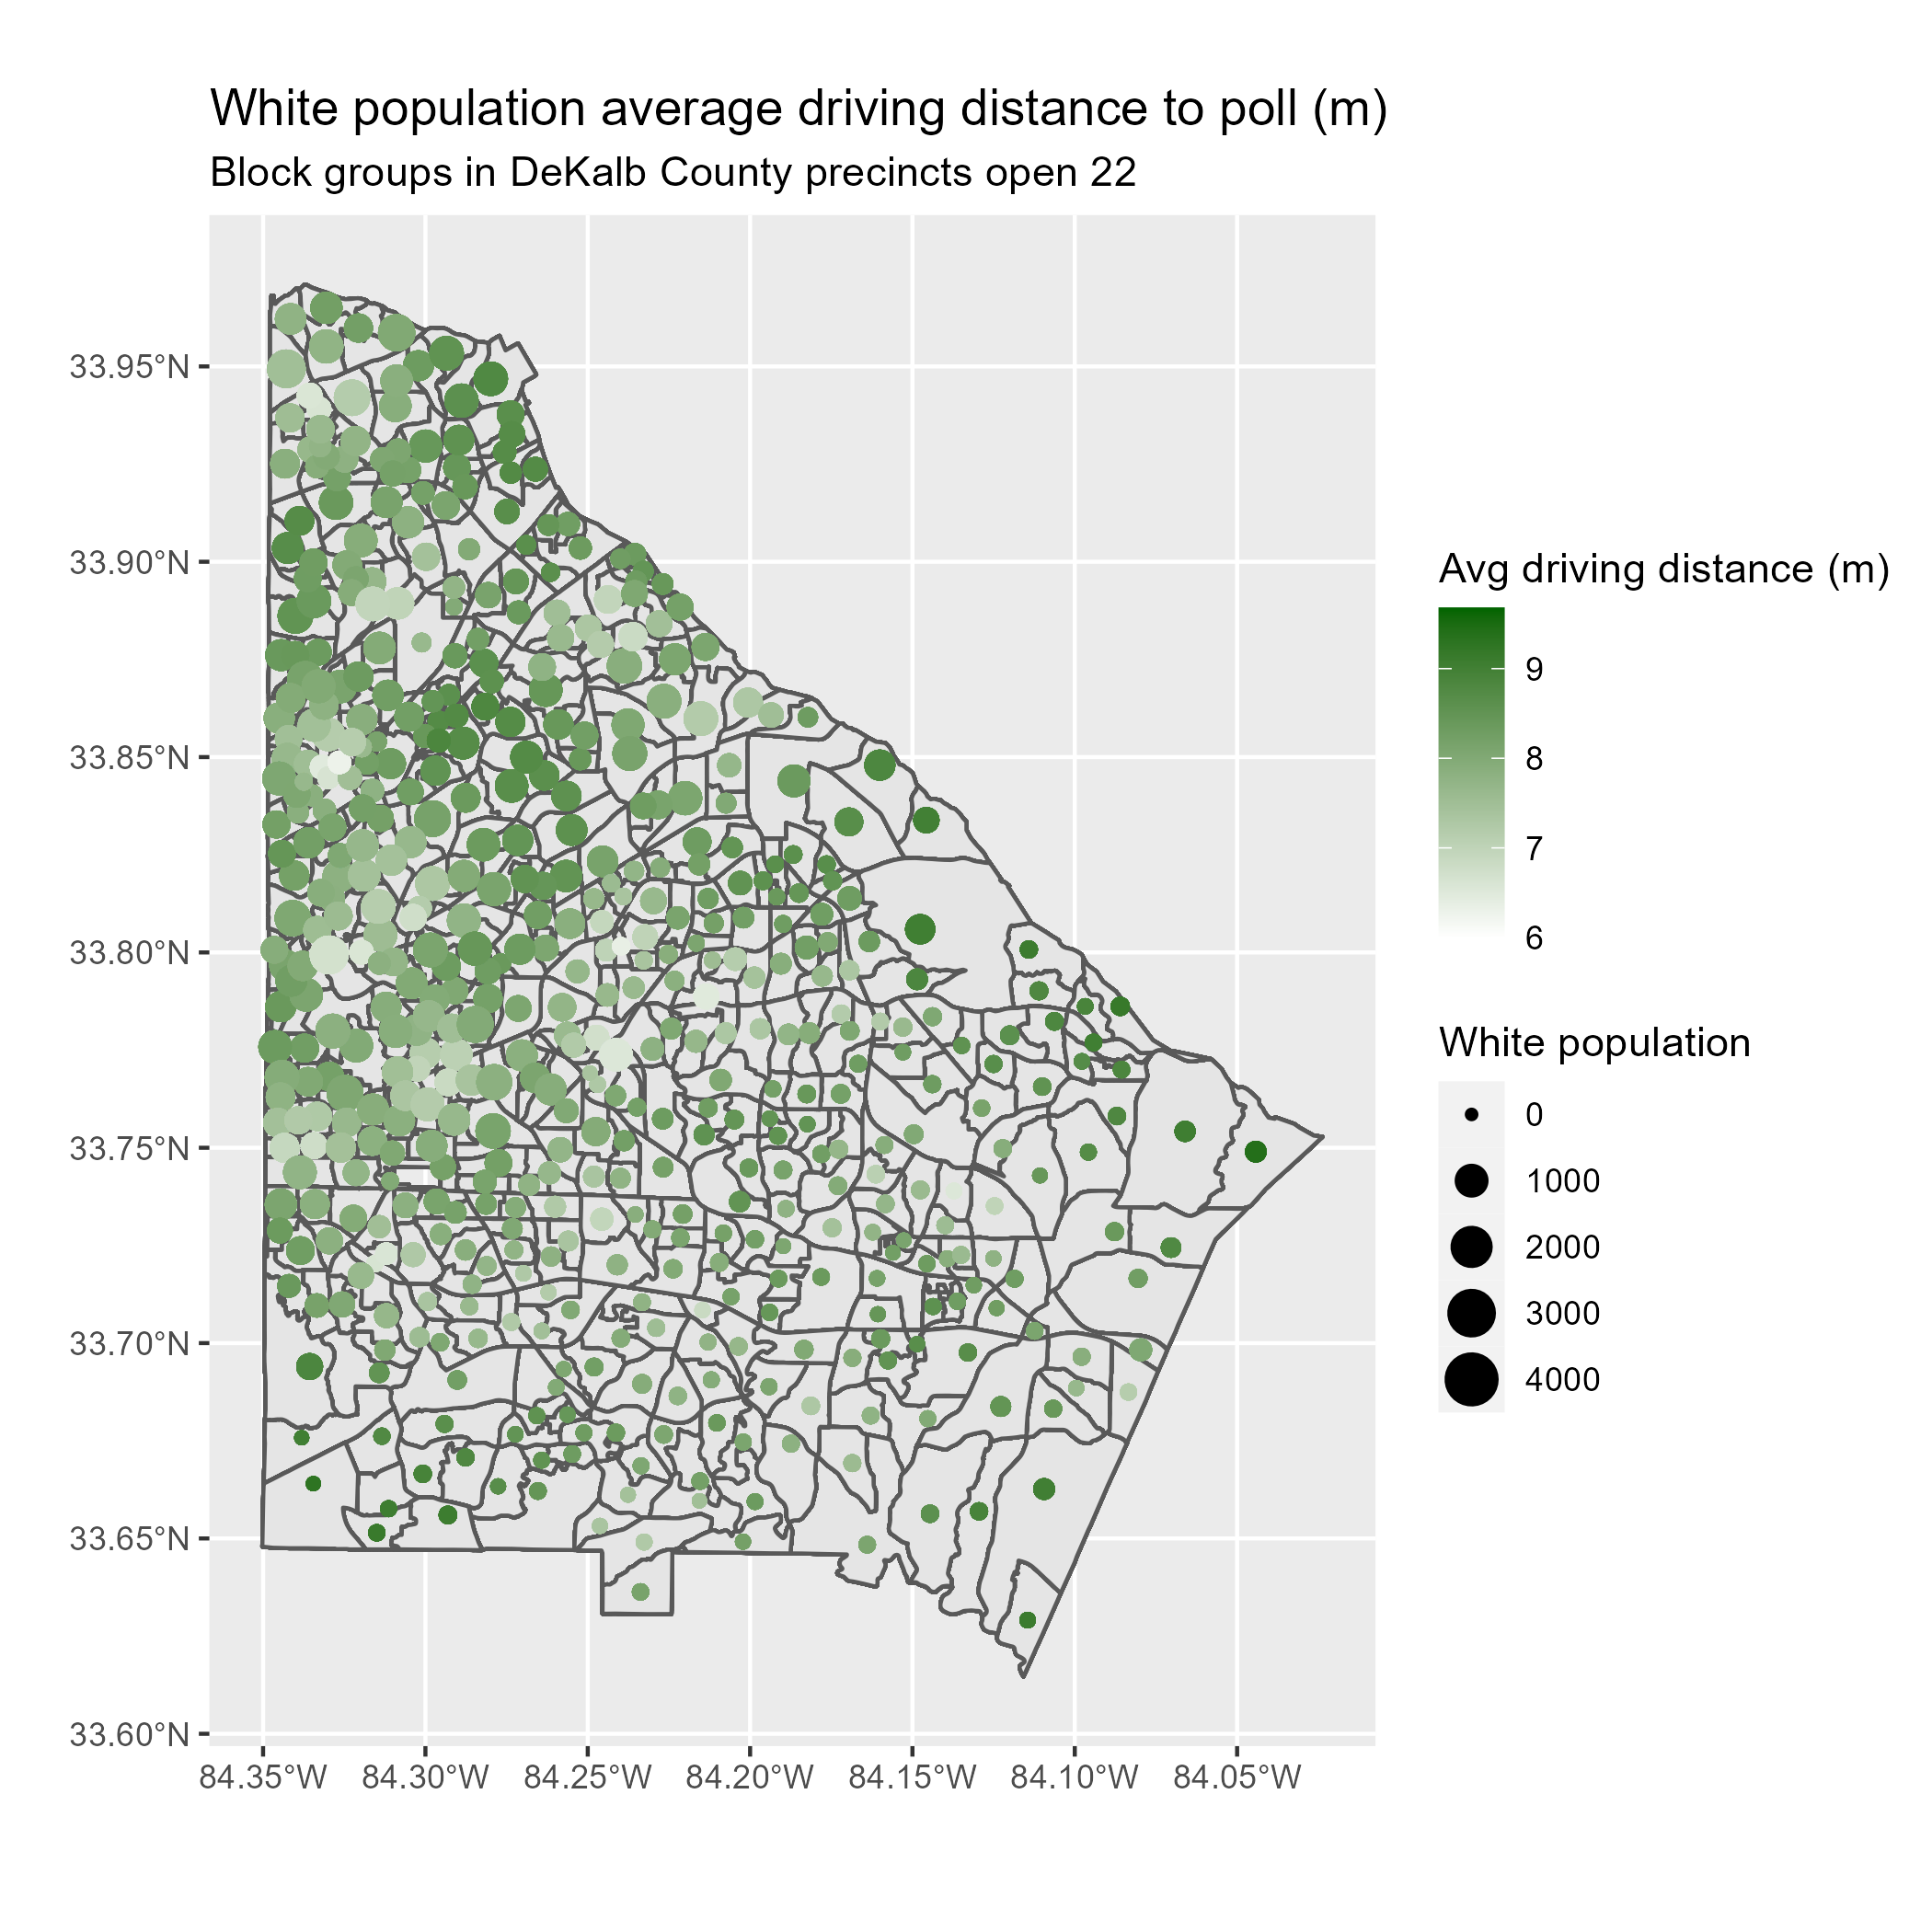 White population average driving distance to poll (m)
Block groups in DeKalb County precincts open 22
33.95°N
33.90°N
33.85°N
33.80°N
33.75°N
33.70°N
33.65°N
33.60°N
84.35°W 84.30°W 84.25°W 84.20°W 84.15°W 84.10°W 84.05°W
Avg driving distance (m)
9
8
7
6
White population
0
1000
2000
3000
4000